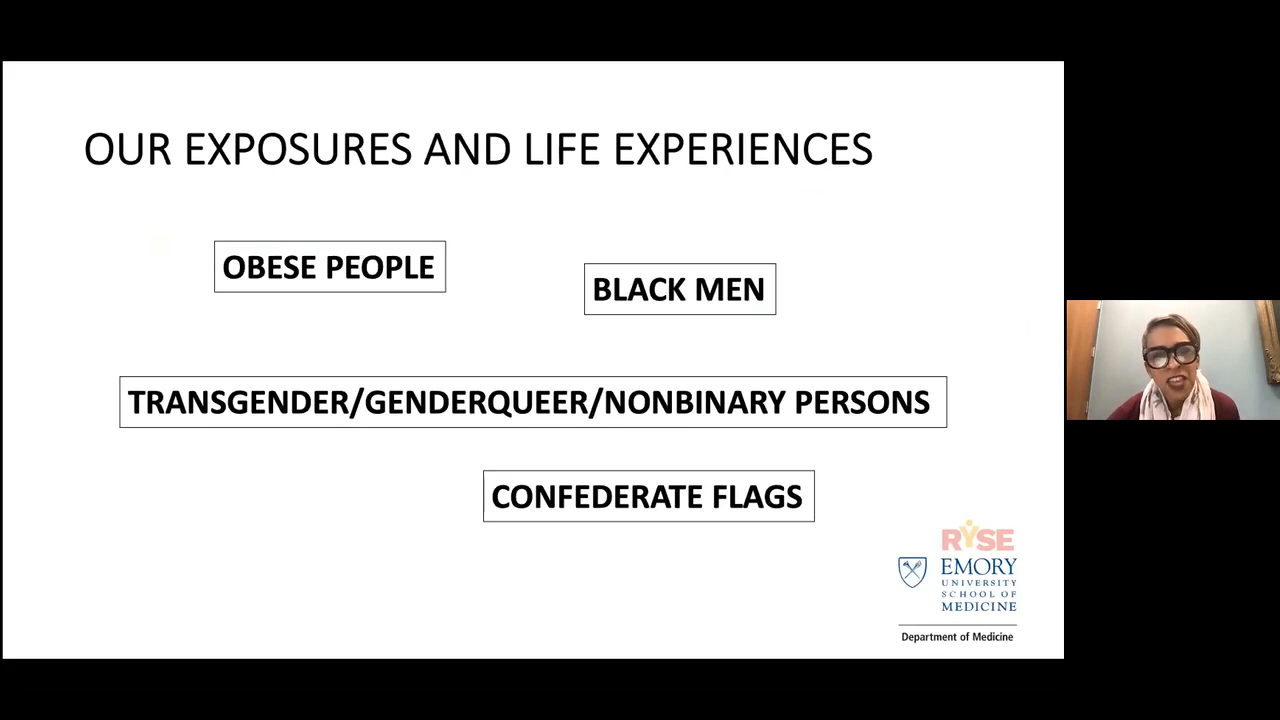 OUR EXPOSURES AND LIFE EXPERIENCES
OBESE PEOPLE
BLACK MEN
TRANSGENDER/GENDERQUEER/NONBINARY PERSONS
CONFEDERATE FLAGS
RYSE
EMORY
UNIVERSITY
SCHOOL OF
MEDICINE
Department of Medicine